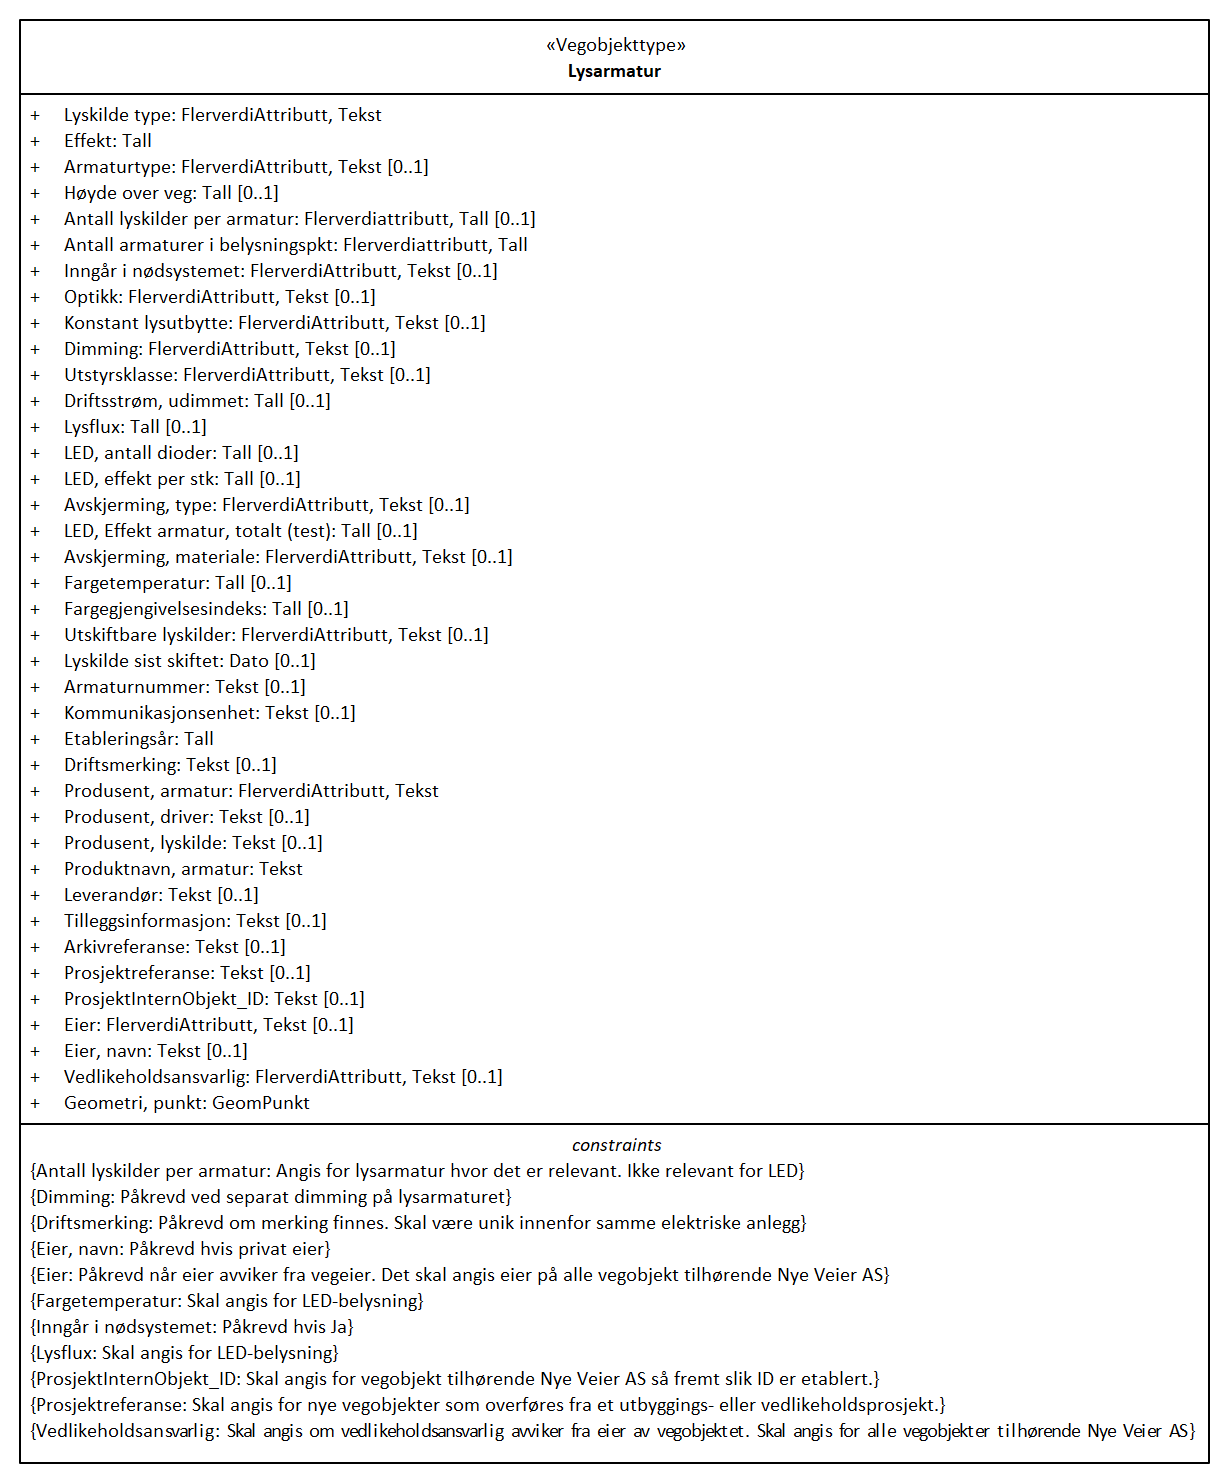 «Vegobjekttype»
Lysarmatur
+ Lyskilde type: FlerverdiAttributt, Tekst
+ Effekt: Tall
+ Armaturtype: FlerverdiAttributt, Tekst [0..1]
+ Høyde over veg: Tall [0..1]
+ Antall lyskilder per armatur: Flerverdiattributt, Tall [0..1]
+ Antall armaturer i belysningspkt: Flerverdiattributt, Tall
+ Inngår i nødsystemet: FlerverdiAttributt, Tekst [0..1]
+ Optikk: FlerverdiAttributt, Tekst [0..1]
+ Konstant lysutbytte: FlerverdiAttributt, Tekst [0..1]
+ Dimming: FlerverdiAttributt, Tekst [0..1]
+ Utstyrsklasse: FlerverdiAttributt, Tekst [0..1]
+ Driftsstrøm, udimmet: Tall [0..1]
+ Lysflux: Tall [0..1]
+ LED, antall dioder: Tall [0..1]
+ LED, effekt per stk: Tall [0..1]
+ Avskjerming, type: FlerverdiAttributt, Tekst [0..1]
+ LED, Effekt armatur, totalt (test): Tall [0..1]
+ Avskjerming, materiale: FlerverdiAttributt, Tekst [0..1]
+ Fargetemperatur: Tall [0..1]
+ Fargegjengivelsesindeks: Tall [0..1]
+ Utskiftbare lyskilder: FlerverdiAttributt, Tekst [0..1]
+ Lyskilde sist skiftet: Dato [0..1]
+ Armaturnummer: Tekst [0..1]
+ Kommunikasjonsenhet: Tekst [0..1]
+ Etableringsår: Tall
+ Driftsmerking: Tekst [0..1]
+ Produsent, armatur: FlerverdiAttributt, Tekst
+ Produsent, driver: Tekst [0..1]
+ Produsent, lyskilde: Tekst [0..1]
+ Produktnavn, armatur: Tekst
+ Leverandør: Tekst [0..1]
+ Tilleggsinformasjon: Tekst [0..1]
+ Arkivreferanse: Tekst [0..1]
+ Prosjektreferanse: Tekst [0..1]
+ ProsjektInternObjekt_ID: Tekst [0..1]
+ Eier: FlerverdiAttributt, Tekst [0..1]
+ Eier, navn: Tekst [0..1]
+ Vedlikeholdsansvarlig: FlerverdiAttributt, Tekst [0..1]
+ Geometri, punkt: GeomPunkt
constraints
{Antall lyskilder per armatur: Angis for lysarmatur hvor det er relevant. Ikke relevant for LED}
{Dimming: Påkrevd ved separat dimming på lysarmaturet}
{Driftsmerking: Påkrevd om merking finnes. Skal være unik innenfor samme elektriske anlegg}
{Eier, navn: Påkrevd hvis privat eier}
{Eier: Påkrevd når eier avviker fra vegeier. Det skal angis eier på alle vegobjekt tilhørende Nye Veier AS}
{Fargetemperatur: Skal angis for LED-belysning}
{Inngår i nødsystemet: Påkrevd hvis Ja}
{Lysflux: Skal angis for LED-belysning}
{ProsjektInternObjekt_ID: Skal angis for vegobjekt tilhørende Nye Veier AS så fremt slik ID er etablert.}
{Prosjektreferanse: Skal angis for nye vegobjekter som overføres fra et utbyggings- eller vedlikeholdsprosjekt.}
{Vedlikeholdsansvarlig: Skal angis om vedlikeholdsansvarlig avviker fra eier av vegobjektet. Skal angis for alle vegobjekter tilhørende Nye Veier AS}